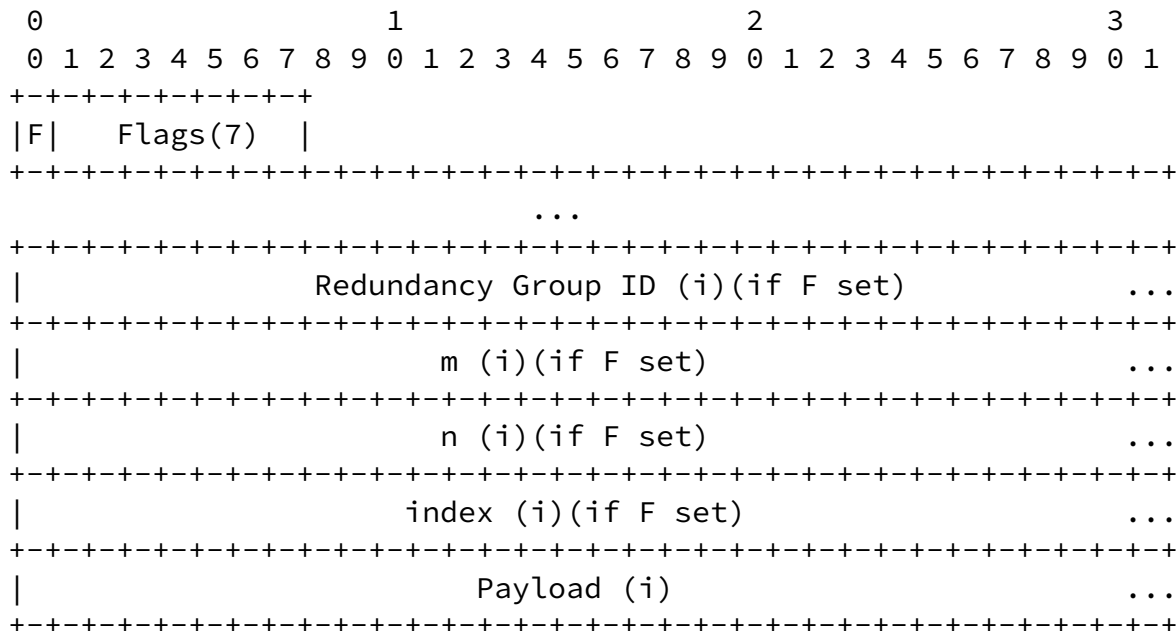 0                   1                   2                   3
 0 1 2 3 4 5 6 7 8 9 0 1 2 3 4 5 6 7 8 9 0 1 2 3 4 5 6 7 8 9 0 1
+-+-+-+-+-+-+-+-+
|F|   Flags(7)  |
+-+-+-+-+-+-+-+-+-+-+-+-+-+-+-+-+-+-+-+-+-+-+-+-+-+-+-+-+-+-+-+-+
                             ...
+-+-+-+-+-+-+-+-+-+-+-+-+-+-+-+-+-+-+-+-+-+-+-+-+-+-+-+-+-+-+-+-+
|                Redundancy Group ID (i)(if F set)            ...
+-+-+-+-+-+-+-+-+-+-+-+-+-+-+-+-+-+-+-+-+-+-+-+-+-+-+-+-+-+-+-+-+
|                       m (i)(if F set)                       ...
+-+-+-+-+-+-+-+-+-+-+-+-+-+-+-+-+-+-+-+-+-+-+-+-+-+-+-+-+-+-+-+-+
|                       n (i)(if F set)                       ...
+-+-+-+-+-+-+-+-+-+-+-+-+-+-+-+-+-+-+-+-+-+-+-+-+-+-+-+-+-+-+-+-+
|                     index (i)(if F set)                     ...
+-+-+-+-+-+-+-+-+-+-+-+-+-+-+-+-+-+-+-+-+-+-+-+-+-+-+-+-+-+-+-+-+
|                         Payload (i)                         ...
+-+-+-+-+-+-+-+-+-+-+-+-+-+-+-+-+-+-+-+-+-+-+-+-+-+-+-+-+-+-+-+-+